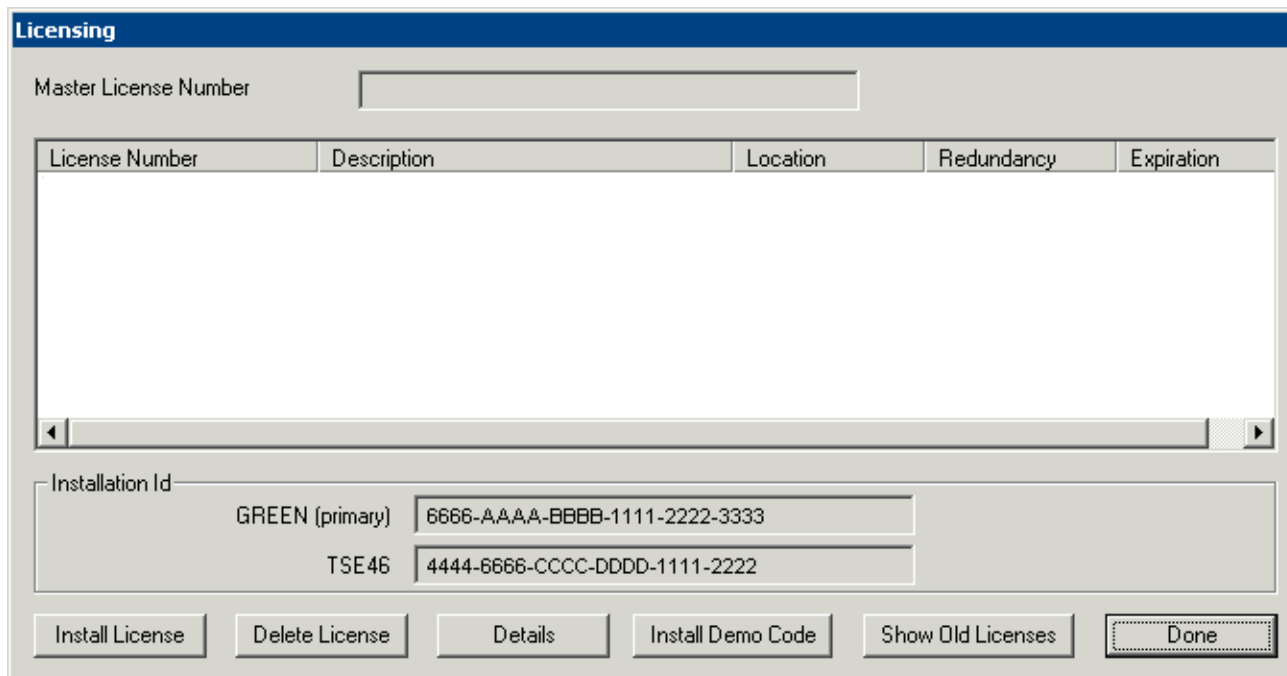 Licensing
Master License Number
License Number Description Location Redundancy Expiration
Installation Id
GREEN (primary) 6666-AAAA-BBBB-1111-2222-3333
TSE46 4444-6666-CCCC-DDDD-1111-2222
Install License Delete License Details Install Demo Code Show Old Licenses Done